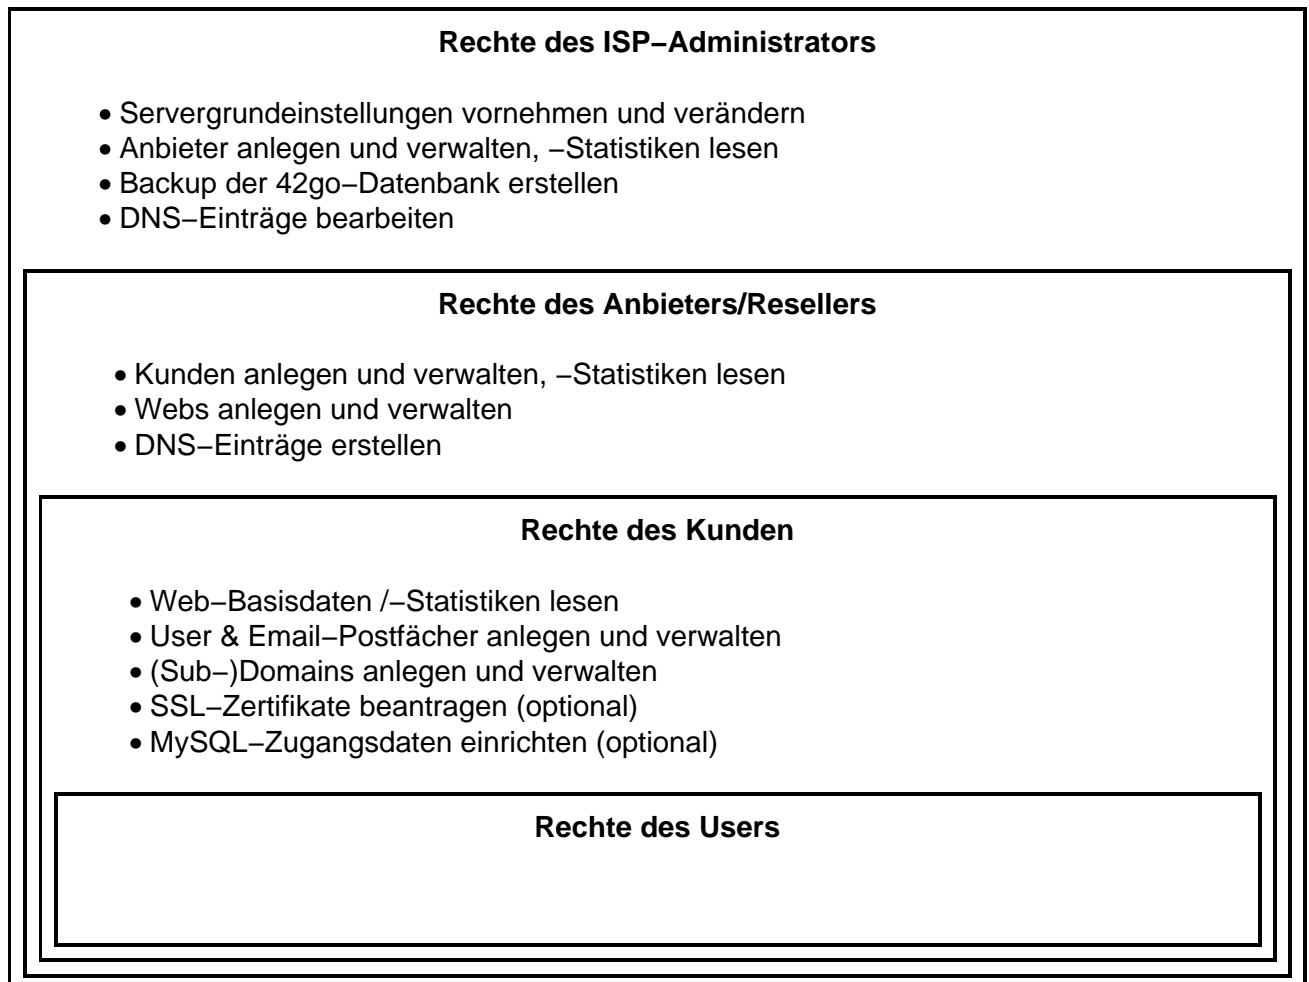 Rechte des ISP−Administrators
• Servergrundeinstellungen vornehmen und verändern
• Anbieter anlegen und verwalten, −Statistiken lesen
• Backup der 42go−Datenbank erstellen
• DNS−Einträge bearbeiten
Rechte des Anbieters/Resellers
• Kunden anlegen und verwalten, −Statistiken lesen
• Webs anlegen und verwalten
• DNS−Einträge erstellen
Rechte des Kunden
• Web−Basisdaten /−Statistiken lesen
• User & Email−Postfächer anlegen und verwalten
• (Sub−)Domains anlegen und verwalten
• SSL−Zertifikate beantragen (optional)
• MySQL−Zugangsdaten einrichten (optional)
Rechte des Users